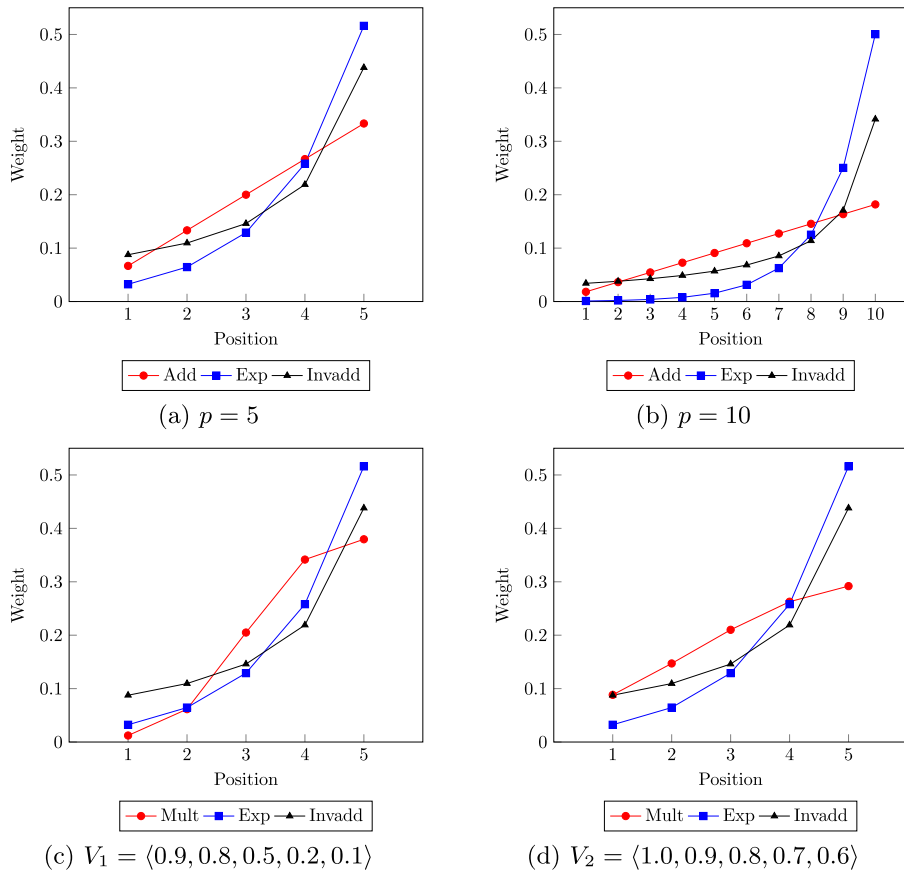 0.5
0.4
0.3
0.2
0.1
0
Weight
1 2 3 4 5
Position
Add Exp Invadd
(a) p = 5
0.5
0.4
0.3
0.2
0.1
0
Weight
1 2 3 4 5 6 7 8 9 10
Position
Add Exp Invadd
(b) p = 10
0.5
0.4
0.3
0.2
0.1
0
Weight
1 2 3 4 5
Position
Mult Exp Invadd
(c) V₁ = ⟨0.9, 0.8, 0.5, 0.2, 0.1⟩
0.5
0.4
0.3
0.2
0.1
0
Weight
1 2 3 4 5
Position
Mult Exp Invadd
(d) V₂ = ⟨1.0, 0.9, 0.8, 0.7, 0.6⟩